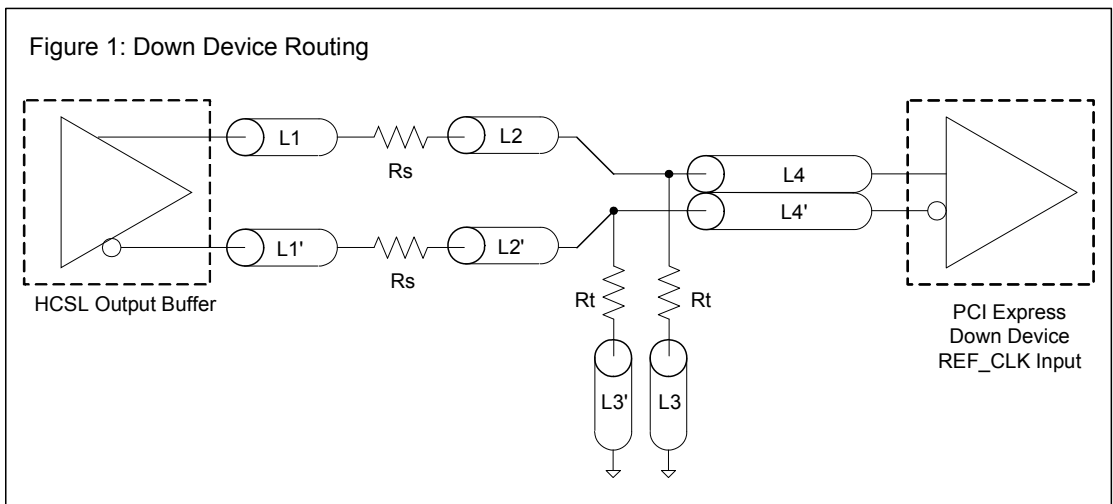 Figure 1: Down Device Routing
L1
Rs
L2
L4
L4'
L1'
Rs
L2'
HCSL Output Buffer
Rt
Rt
L3'
L3
PCI Express
Down Device
REF_CLK Input